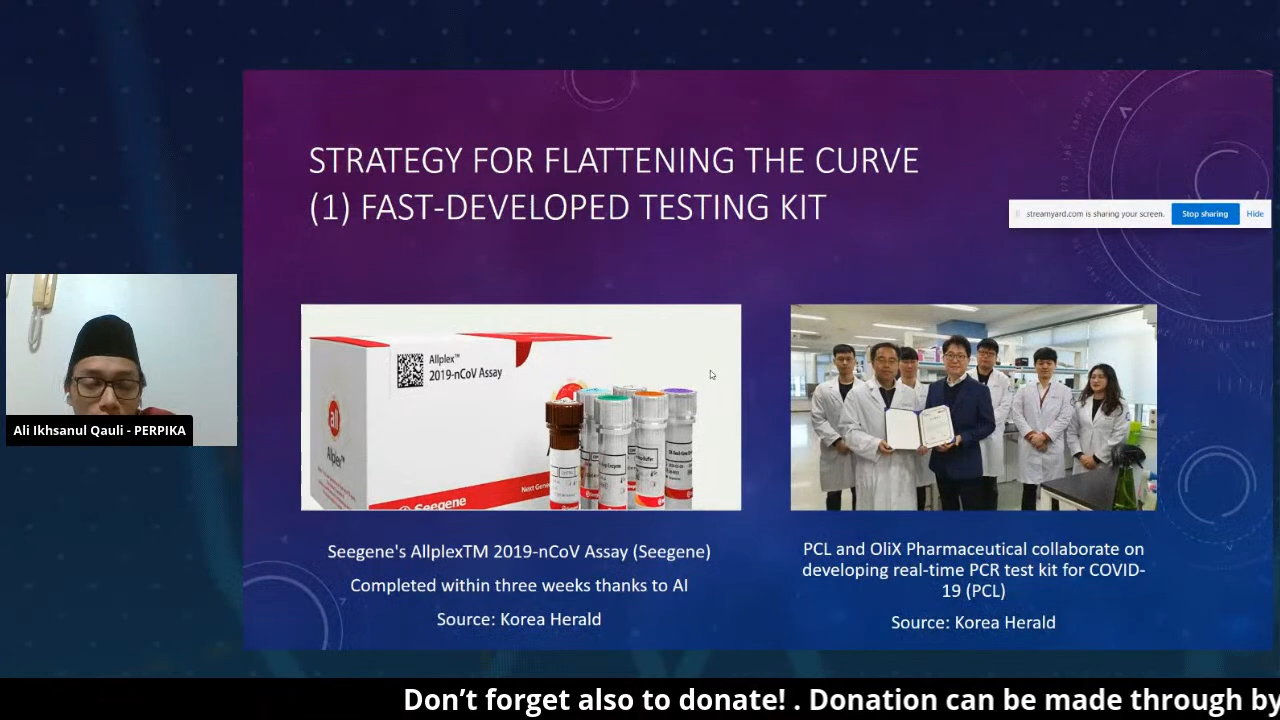 STRATEGY FOR FLATTENING THE CURVE
(1) FAST-DEVELOPED TESTING KIT
streamyard.com is sharing your screen.
Stop sharing
Hide
Allplex™
2019-nCoV Assay
all
Allplex™
Seegene
Ali Ikhsanul Qauli - PERPIKA
Seegene's AllplexTM 2019-nCoV Assay (Seegene)
Completed within three weeks thanks to AI
Source: Korea Herald
PCL and OliX Pharmaceutical collaborate on
developing real-time PCR test kit for COVID-
19 (PCL)
Source: Korea Herald
Don’t forget also to donate! . Donation can be made through by